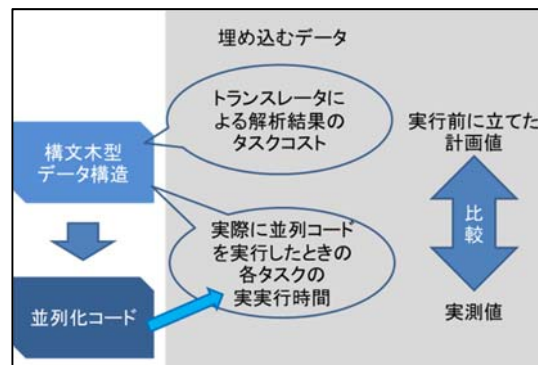 埋め込むデータ
トランスレータに
よる解析結果の
タスクコスト
構文木型
データ構造
実行前に立てた
計画値
比較
実際に並列コード
を実行したときの
各タスクの
実実行時間
並列化コード
実測値